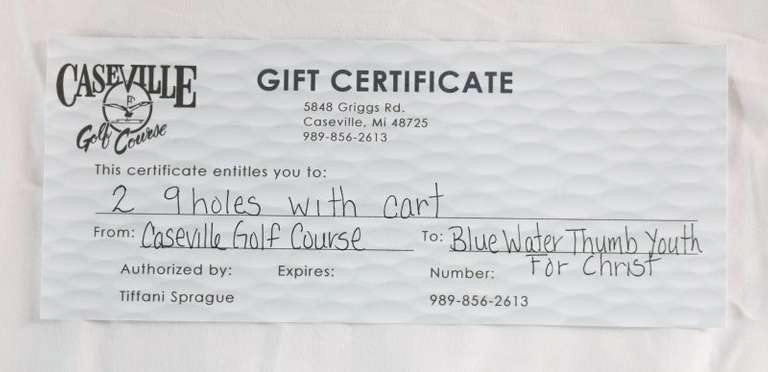 CASEVILLE
Golf Course
GIFT CERTIFICATE
5848 Griggs Rd.
Caseville, Mi 48725
989-856-2613
This certificate entitles you to:
2 9holes with cart
From: Caseville Golf Course To: Blue Water Thumb Youth
For Christ
Authorized by: Expires: Number:
Tiffani Sprague 989-856-2613